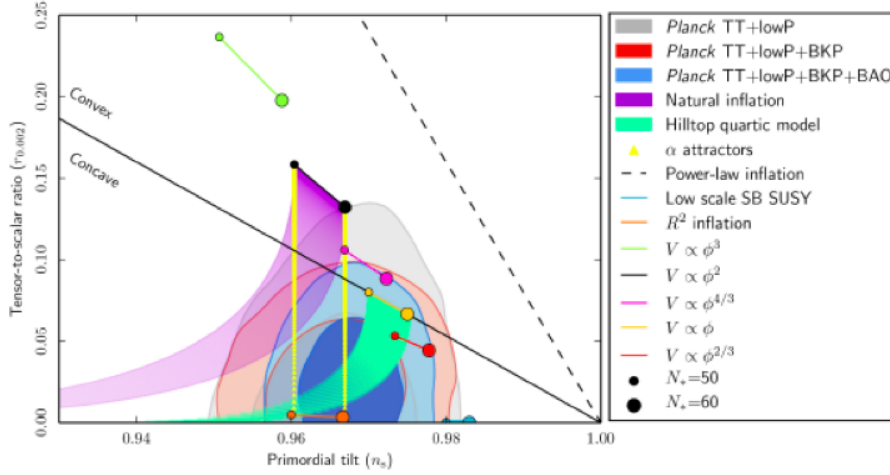 0.25
0.20
0.15
0.10
0.05
0.00
Tensor-to-scalar ratio (r₀.₀₀₂)
Convex
Concave
0.94
0.96
0.98
1.00
Primordial tilt (nₛ)
Planck TT+lowP
Planck TT+lowP+BKP
Planck TT+lowP+BKP+BAO
Natural inflation
Hilltop quartic model
α attractors
Power-law inflation
Low scale SB SUSY
R² inflation
V ∝ ϕ³
V ∝ ϕ²
V ∝ ϕ⁴/³
V ∝ ϕ
V ∝ ϕ²/³
N*=50
N*=60